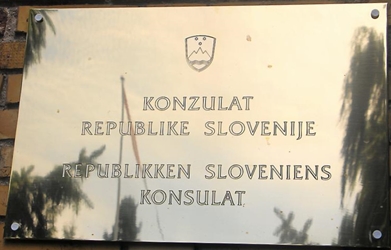 KONZULAT
REPUBLIKE SLOVENIJE
REPUBLIKKEN SLOVENIENS
KONSULAT